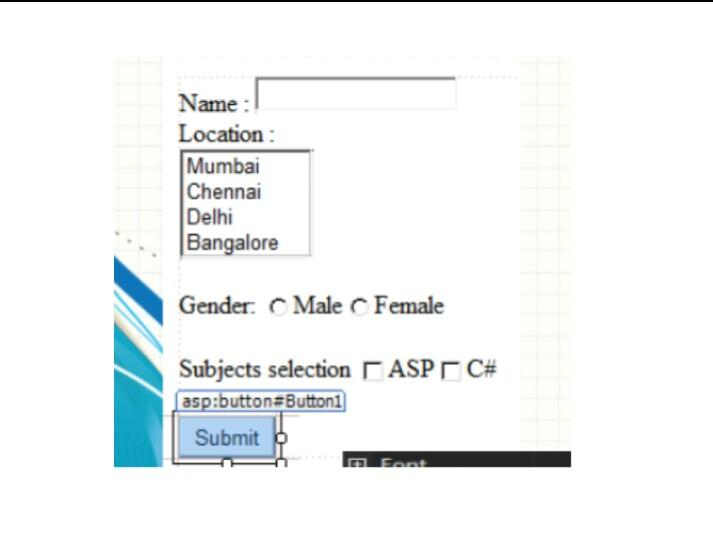 Name :
Location :
Mumbai
Chennai
Delhi
Bangalore
Gender: Male Female
Subjects selection ASP C#
asp:button#Button1
Submit
Font